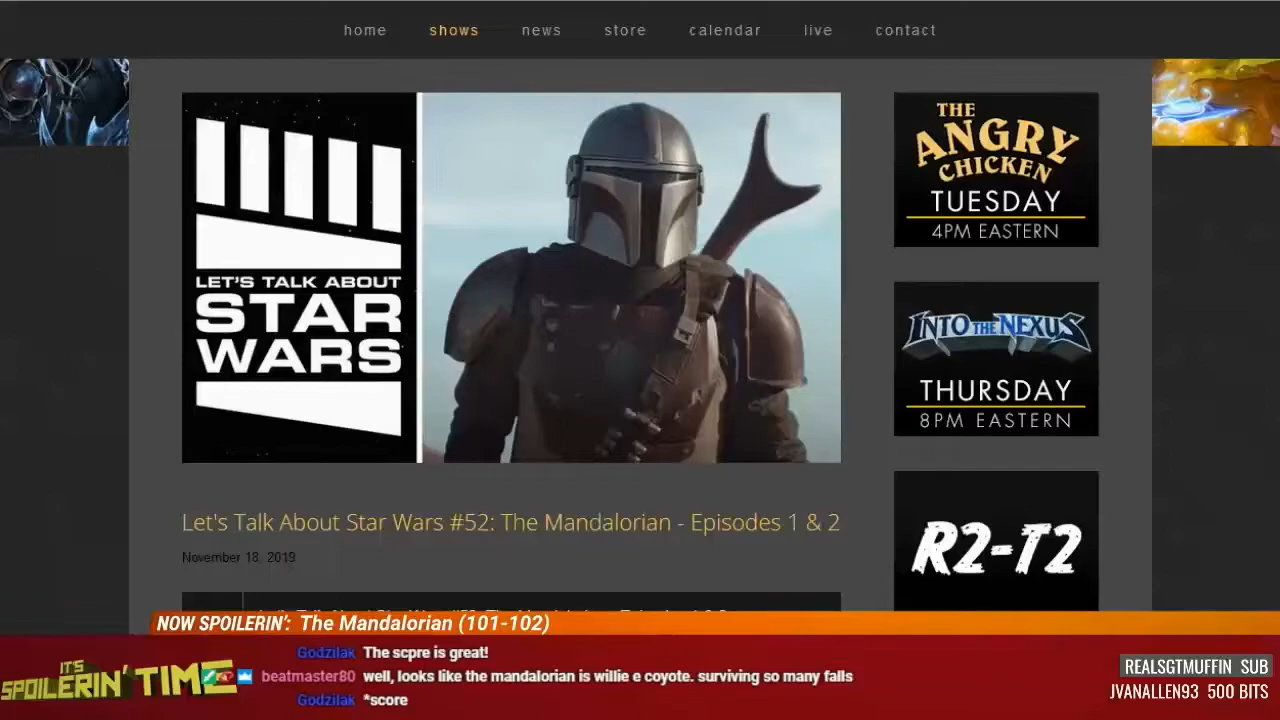 home shows news store calendar live contact
LET'S TALK ABOUT
STAR
WARS
THE
ANGRY
CHICKEN
TUESDAY
4PM EASTERN
INTO THE NEXUS
THURSDAY
8PM EASTERN
R2-T2
Let's Talk About Star Wars #52: The Mandalorian - Episodes 1 & 2
November 18, 2019
NOW SPOILERIN': The Mandalorian (101-102)
IT'S
SPOILERIN' TIME
Godzilak The scpre is great!
beatmaster80 well, looks like the mandalorian is willie e coyote. surviving so many falls
Godzilak *score
REALSGTMUFFIN SUB
JVANALLEN93 500 BITS